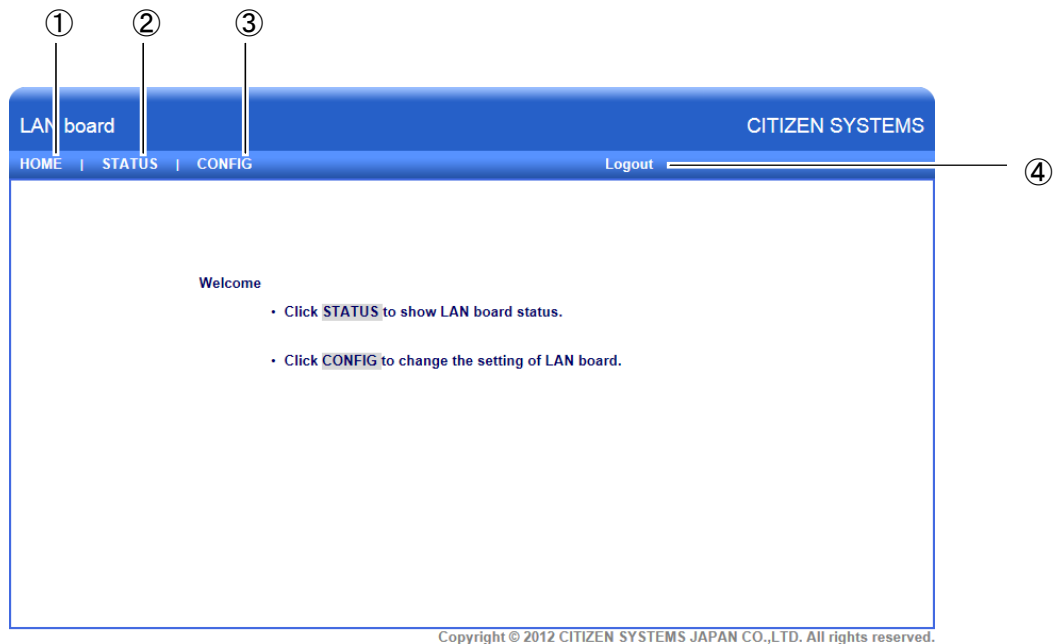 ① ② ③
LAN board CITIZEN SYSTEMS
HOME | STATUS | CONFIG Logout ④
Welcome
• Click STATUS to show LAN board status.
• Click CONFIG to change the setting of LAN board.
Copyright © 2012 CITIZEN SYSTEMS JAPAN CO.,LTD. All rights reserved.